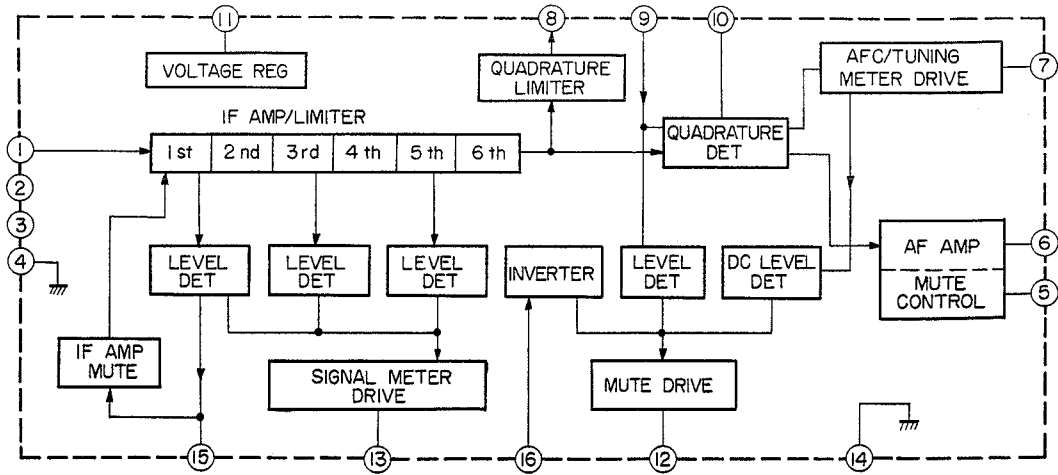 11
8
9
10
VOLTAGE REG
QUADRATURE
LIMITER
AFC/TUNING
METER DRIVE
7
IF AMP/LIMITER
1
1st
2nd
3rd
4th
5th
6th
QUADRATURE
DET
2
3
4
LEVEL
DET
LEVEL
DET
LEVEL
DET
INVERTER
LEVEL
DET
DC LEVEL
DET
AF AMP
MUTE
CONTROL
6
5
IF AMP
MUTE
SIGNAL METER
DRIVE
MUTE DRIVE
15
13
16
12
14